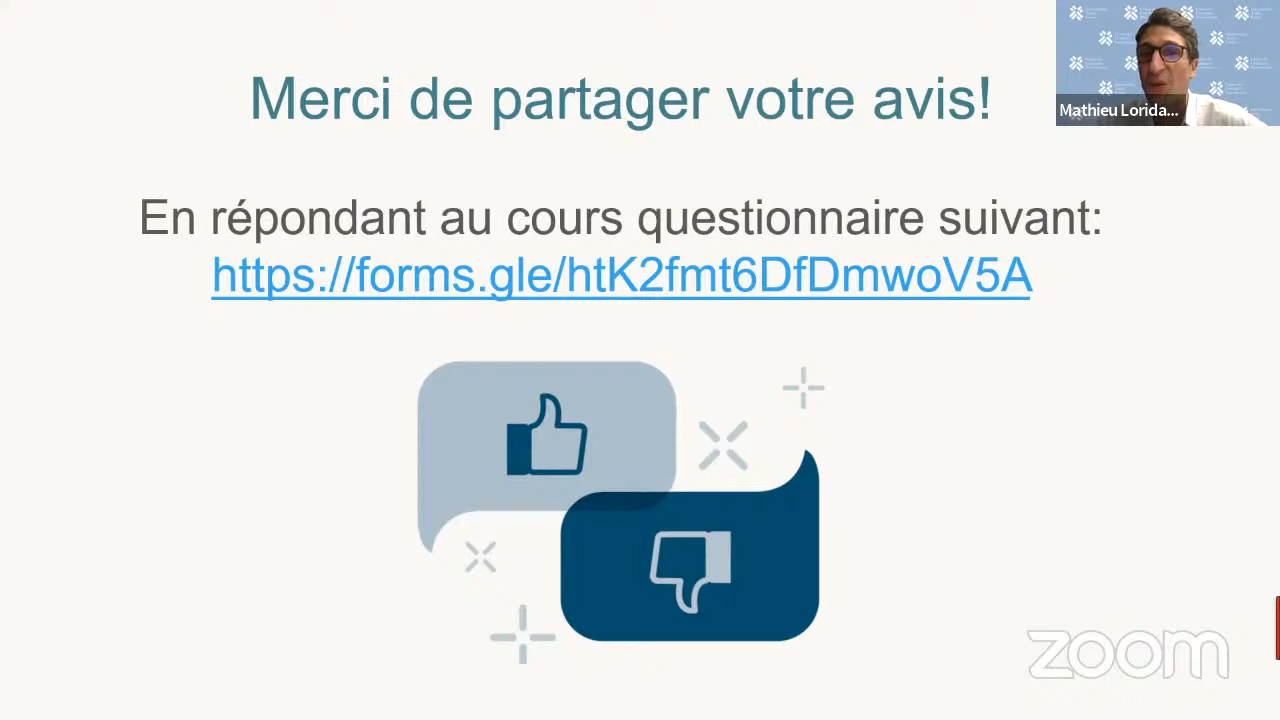 Merci de partager votre avis!
Mathieu Lorida...
En répondant au cours questionnaire suivant:
https://forms.gle/htK2fmt6DfDmwoV5A
zoom